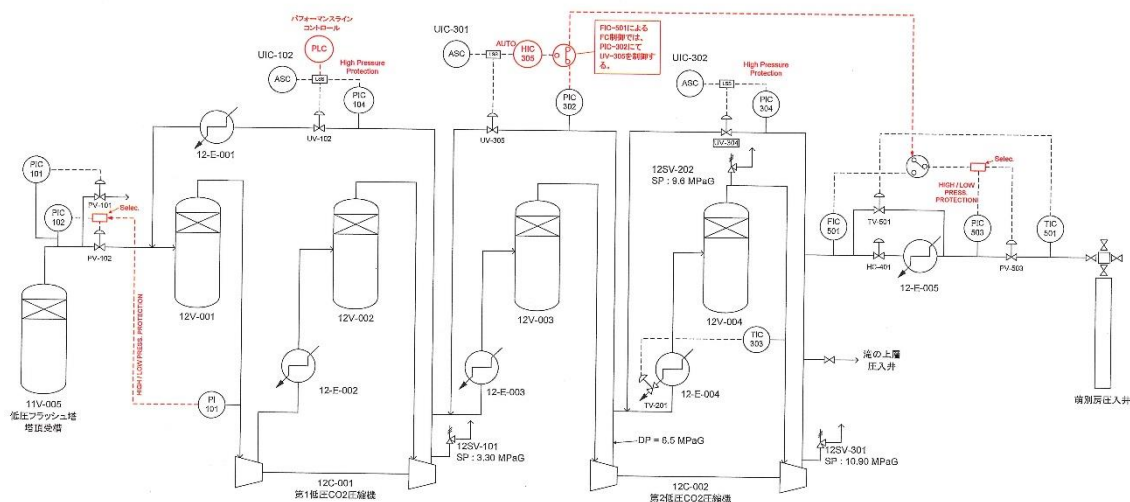 パフォーマンスライン
コントロール
UIC-102
PLC
ASC
LSS
High Pressure
Protection
PIC
104
UV-102
12-E-001
UIC-301
ASC
LSS
AUTO
HIC
305
FIC-501による
FC制御では、
PIC-302にて
UV-305を制御す
る。
PIC
302
UV-305
UIC-302
ASC
LSS
High Pressure
Protection
PIC
304
UV-304
12SV-202
SP : 9.6 MPaG
PIC
101
PIC
102
Selec.
PV-101
PV-102
HIGH / LOW PRESS. PROTECTION
12V-001
12V-002
12V-003
12V-004
12-E-002
12-E-003
12-E-004
TIC
303
TV-201
FIC
501
TV-501
HC-401
12-E-005
HIGH / LOW
PRESS.
PROTECTION
Selec.
PIC
503
PV-503
TIC
501
滝の上層
圧入井
萌別層圧入井
11V-005
低圧フラッシュ塔
塔頂受槽
PI
101
12SV-101
SP : 3.30 MPaG
DP = 6.5 MPaG
12SV-301
SP : 10.90 MPaG
12C-001
第1低圧CO2圧縮機
12C-002
第2低圧CO2圧縮機